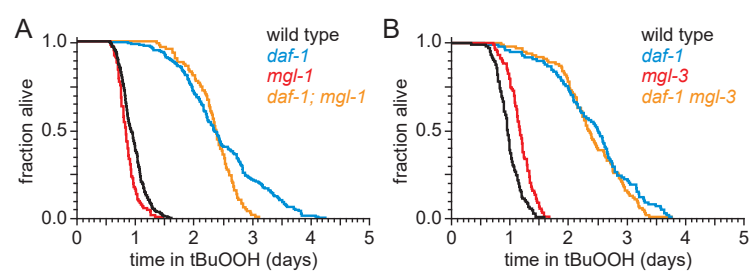 A
fraction alive
1.0
0.5
0.0
0 1 2 3 4 5
time in tBuOOH (days)
wild type
daf-1
mgl-1
daf-1; mgl-1
B
fraction alive
1.0
0.5
0.0
0 1 2 3 4 5
time in tBuOOH (days)
wild type
daf-1
mgl-3
daf-1 mgl-3